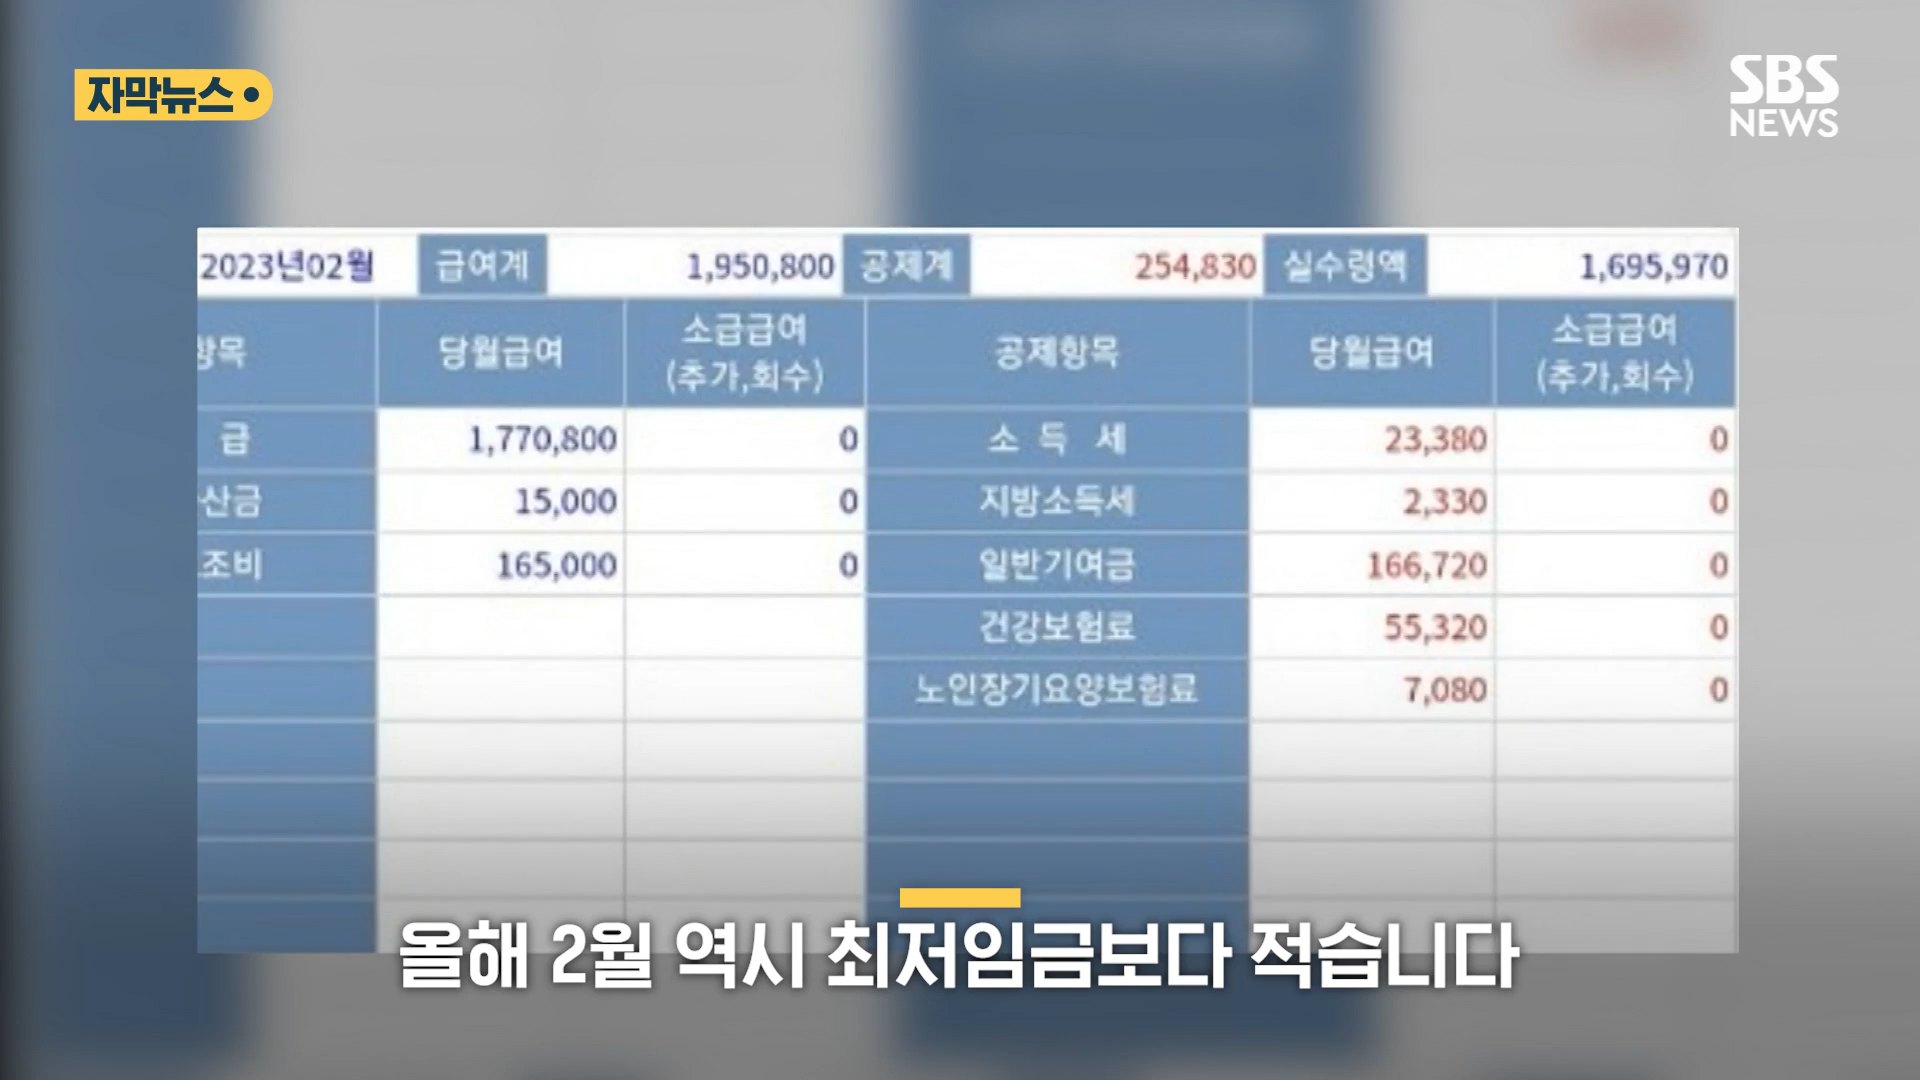 자막뉴스
SBS
NEWS
2023년02월 급여계 1,950,800 공제계 254,830 실수령액 1,695,970
항목 당월급여 소급급여 (추가,회수) 공제항목 당월급여 소급급여 (추가,회수)
급 1,770,800 0 소 득 세 23,380 0
산금 15,000 0 지방소득세 2,330 0
조비 165,000 0 일반기여금 166,720 0
건강보험료 55,320 0
노인장기요양보험료 7,080 0
올해 2월 역시 최저임금보다 적습니다